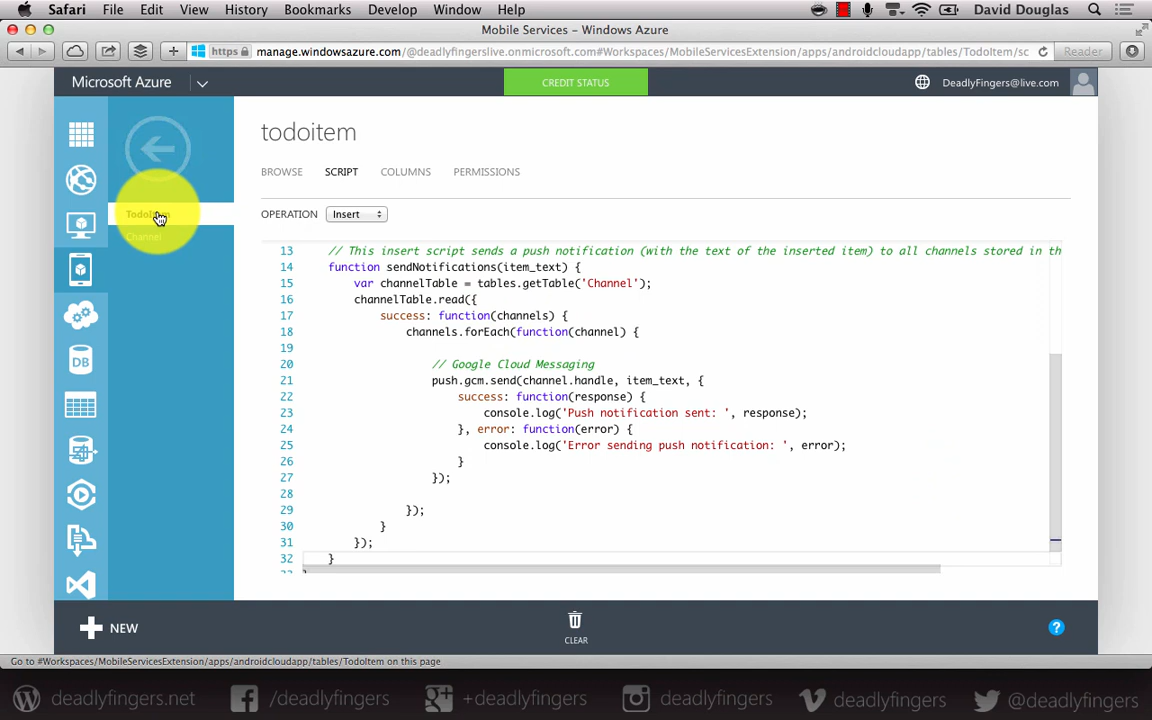 Safari File Edit View History Bookmarks Develop Window Help David Douglas
Mobile Services – Windows Azure
https manage.windowsazure.com/@deadlyfingerslive.onmicrosoft.com#Workspaces/MobileServicesExtension/apps/androidcloudapp/tables/TodoItem/sc Reader
Microsoft Azure CREDIT STATUS DeadlyFingers@live.com
todoitem
BROWSE SCRIPT COLUMNS PERMISSIONS
TodoItem
Channel
OPERATION Insert
13 // This insert script sends a push notification (with the text of the inserted item) to all channels stored in th
14 function sendNotifications(item_text) {
15 var channelTable = tables.getTable('Channel');
16 channelTable.read({
17 success: function(channels) {
18 channels.forEach(function(channel) {
19
20 // Google Cloud Messaging
21 push.gcm.send(channel.handle, item_text, {
22 success: function(response) {
23 console.log('Push notification sent: ', response);
24 }, error: function(error) {
25 console.log('Error sending push notification: ', error);
26 }
27 });
28
29 });
30 }
31 });
32 }
DB
NEW
CLEAR
?
Go to #Workspaces/MobileServicesExtension/apps/androidcloudapp/tables/TodoItem on this page
deadlyfingers.net /deadlyfingers +deadlyfingers deadlyfingers /deadlyfingers @deadlyfingers